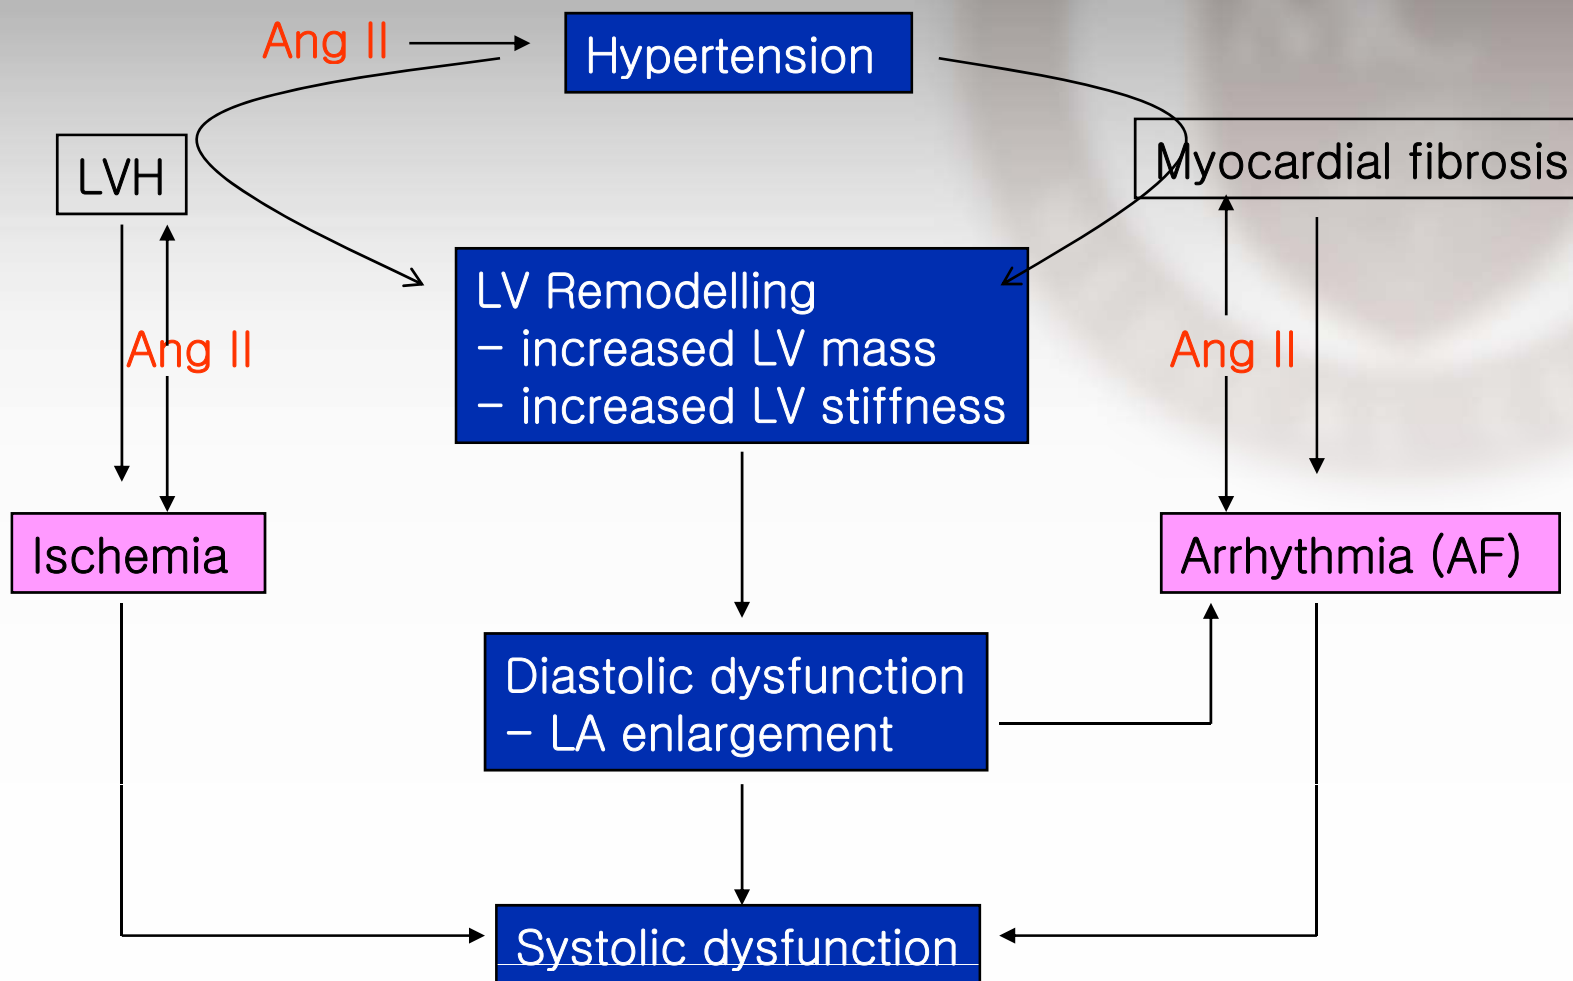 Ang II
Hypertension
LVH
Myocardial fibrosis
LV Remodelling
– increased LV mass
– increased LV stiffness
Ang II
Ang II
Ischemia
Arrhythmia (AF)
Diastolic dysfunction
– LA enlargement
Systolic dysfunction